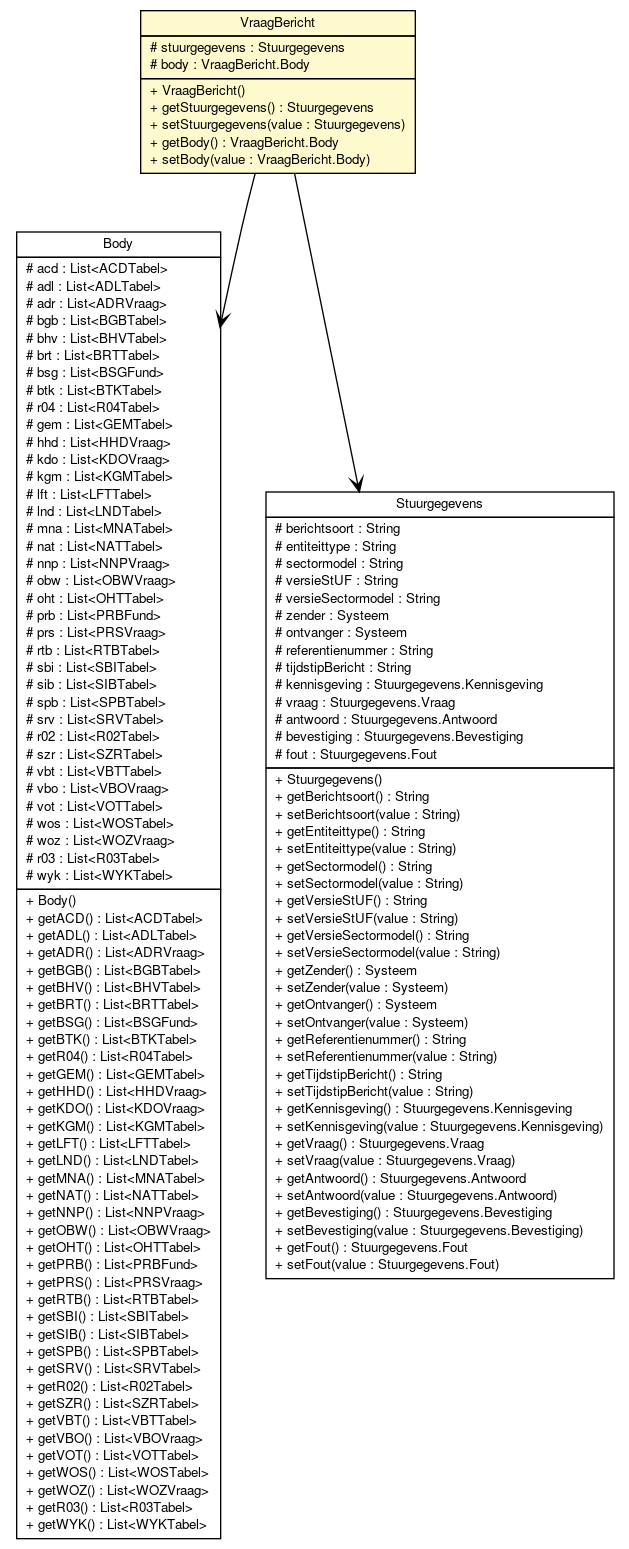 VraagBericht
# stuurgegevens : Stuurgegevens
# body : VraagBericht.Body
+ VraagBericht()
+ getStuurgegevens() : Stuurgegevens
+ setStuurgegevens(value : Stuurgegevens)
+ getBody() : VraagBericht.Body
+ setBody(value : VraagBericht.Body)
Body
# acd : List<ACDTabel>
# adl : List<ADLTabel>
# adr : List<ADRVraag>
# bgb : List<BGBTabel>
# bhv : List<BHVTabel>
# brt : List<BRTTabel>
# bsg : List<BSGFund>
# btk : List<BTKTabel>
# r04 : List<R04Tabel>
# gem : List<GEMTabel>
# hhd : List<HHDVraag>
# kdo : List<KDOVraag>
# kgm : List<KGMTabel>
# lft : List<LFTTabel>
# lnd : List<LNDTabel>
# mna : List<MNATabel>
# nat : List<NATTabel>
# nnp : List<NNPVraag>
# obw : List<OBWVraag>
# oht : List<OHTTabel>
# prb : List<PRBFund>
# prs : List<PRSVraag>
# rtb : List<RTBTabel>
# sbi : List<SBITabel>
# sib : List<SIBTabel>
# spb : List<SPBTabel>
# srv : List<SRVTabel>
# r02 : List<R02Tabel>
# szr : List<SZRTabel>
# vbt : List<VBTTabel>
# vbo : List<VBOVraag>
# vot : List<VOTTabel>
# wos : List<WOSTabel>
# woz : List<WOZVraag>
# r03 : List<R03Tabel>
# wyk : List<WYKTabel>
+ Body()
+ getACD() : List<ACDTabel>
+ getADL() : List<ADLTabel>
+ getADR() : List<ADRVraag>
+ getBGB() : List<BGBTabel>
+ getBHV() : List<BHVTabel>
+ getBRT() : List<BRTTabel>
+ getBSG() : List<BSGFund>
+ getBTK() : List<BTKTabel>
+ getR04() : List<R04Tabel>
+ getGEM() : List<GEMTabel>
+ getHHD() : List<HHDVraag>
+ getKDO() : List<KDOVraag>
+ getKGM() : List<KGMTabel>
+ getLFT() : List<LFTTabel>
+ getLND() : List<LNDTabel>
+ getMNA() : List<MNATabel>
+ getNAT() : List<NATTabel>
+ getNNP() : List<NNPVraag>
+ getOBW() : List<OBWVraag>
+ getOHT() : List<OHTTabel>
+ getPRB() : List<PRBFund>
+ getPRS() : List<PRSVraag>
+ getRTB() : List<RTBTabel>
+ getSBI() : List<SBITabel>
+ getSIB() : List<SIBTabel>
+ getSPB() : List<SPBTabel>
+ getSRV() : List<SRVTabel>
+ getR02() : List<R02Tabel>
+ getSZR() : List<SZRTabel>
+ getVBT() : List<VBTTabel>
+ getVBO() : List<VBOVraag>
+ getVOT() : List<VOTTabel>
+ getWOS() : List<WOSTabel>
+ getWOZ() : List<WOZVraag>
+ getR03() : List<R03Tabel>
+ getWYK() : List<WYKTabel>
Stuurgegevens
# berichtsoort : String
# entiteittype : String
# sectormodel : String
# versieStUF : String
# versieSectormodel : String
# zender : Systeem
# ontvanger : Systeem
# referentienummer : String
# tijdstipBericht : String
# kennisgeving : Stuurgegevens.Kennisgeving
# vraag : Stuurgegevens.Vraag
# antwoord : Stuurgegevens.Antwoord
# bevestiging : Stuurgegevens.Bevestiging
# fout : Stuurgegevens.Fout
+ Stuurgegevens()
+ getBerichtsoort() : String
+ setBerichtsoort(value : String)
+ getEntiteittype() : String
+ setEntiteittype(value : String)
+ getSectormodel() : String
+ setSectormodel(value : String)
+ getVersieStUF() : String
+ setVersieStUF(value : String)
+ getVersieSectormodel() : String
+ setVersieSectormodel(value : String)
+ getZender() : Systeem
+ setZender(value : Systeem)
+ getOntvanger() : Systeem
+ setOntvanger(value : Systeem)
+ getReferentienummer() : String
+ setReferentienummer(value : String)
+ getTijdstipBericht() : String
+ setTijdstipBericht(value : String)
+ getKennisgeving() : Stuurgegevens.Kennisgeving
+ setKennisgeving(value : Stuurgegevens.Kennisgeving)
+ getVraag() : Stuurgegevens.Vraag
+ setVraag(value : Stuurgegevens.Vraag)
+ getAntwoord() : Stuurgegevens.Antwoord
+ setAntwoord(value : Stuurgegevens.Antwoord)
+ getBevestiging() : Stuurgegevens.Bevestiging
+ setBevestiging(value : Stuurgegevens.Bevestiging)
+ getFout() : Stuurgegevens.Fout
+ setFout(value : Stuurgegevens.Fout)